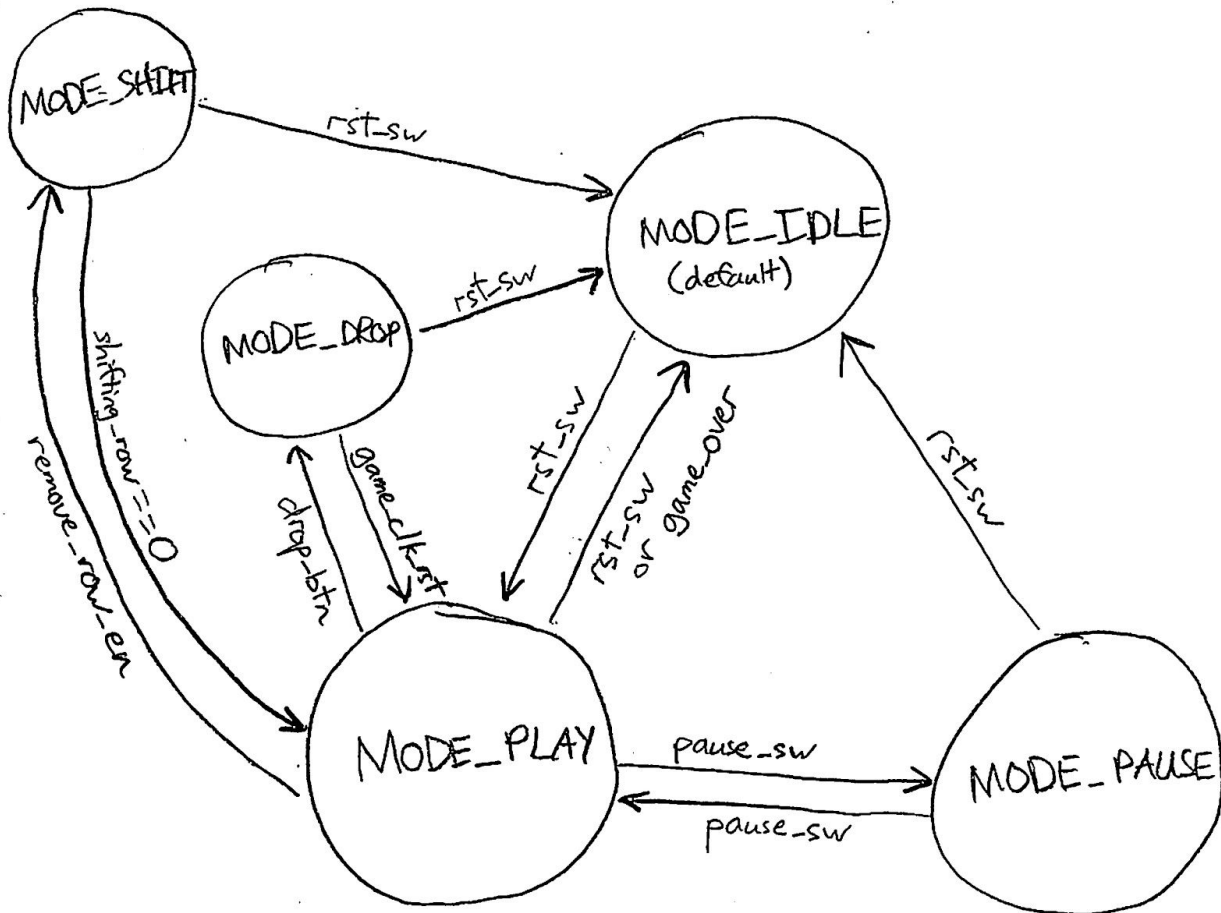 MODE_SHIFT
rst_sw
MODE_IDLE
(default)
rst_sw
MODE_DROP
shifting_row==0
remove_row_en
drop_btn
game_clk_rst
rst_sw
rst_sw
or game_over
rst_sw
MODE_PLAY
pause_sw
pause_sw
MODE_PAUSE